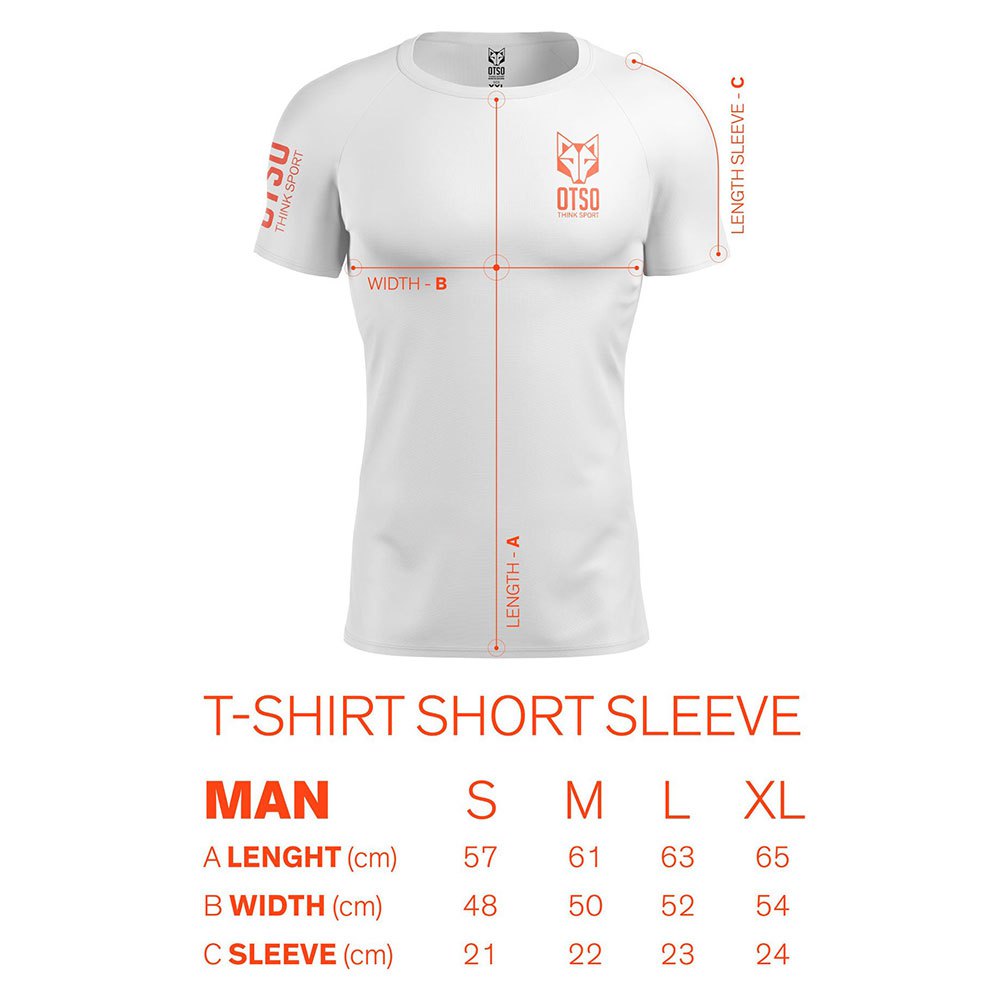 OTSO
OTSO
THINK SPORT
OTSO
THINK SPORT
LENGTH SLEEVE - C
WIDTH - B
LENGTH - A
T-SHIRT SHORT SLEEVE
MAN S M L XL
A LENGHT (cm) 57 61 63 65
B WIDTH (cm) 48 50 52 54
C SLEEVE (cm) 21 22 23 24